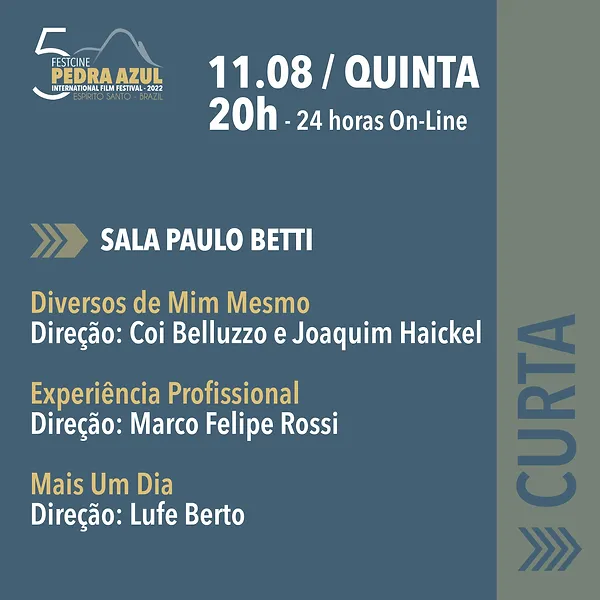 5
FESTCINE
PEDRA AZUL
INTERNATIONAL FILM FESTIVAL - 2022
ESPÍRITO SANTO - BRAZIL
11.08 / QUINTA
20h - 24 horas On-Line
SALA PAULO BETTI
Diversos de Mim Mesmo
Direção: Coi Belluzzo e Joaquim Haickel
Experiência Profissional
Direção: Marco Felipe Rossi
Mais Um Dia
Direção: Lufe Berto
CURTA